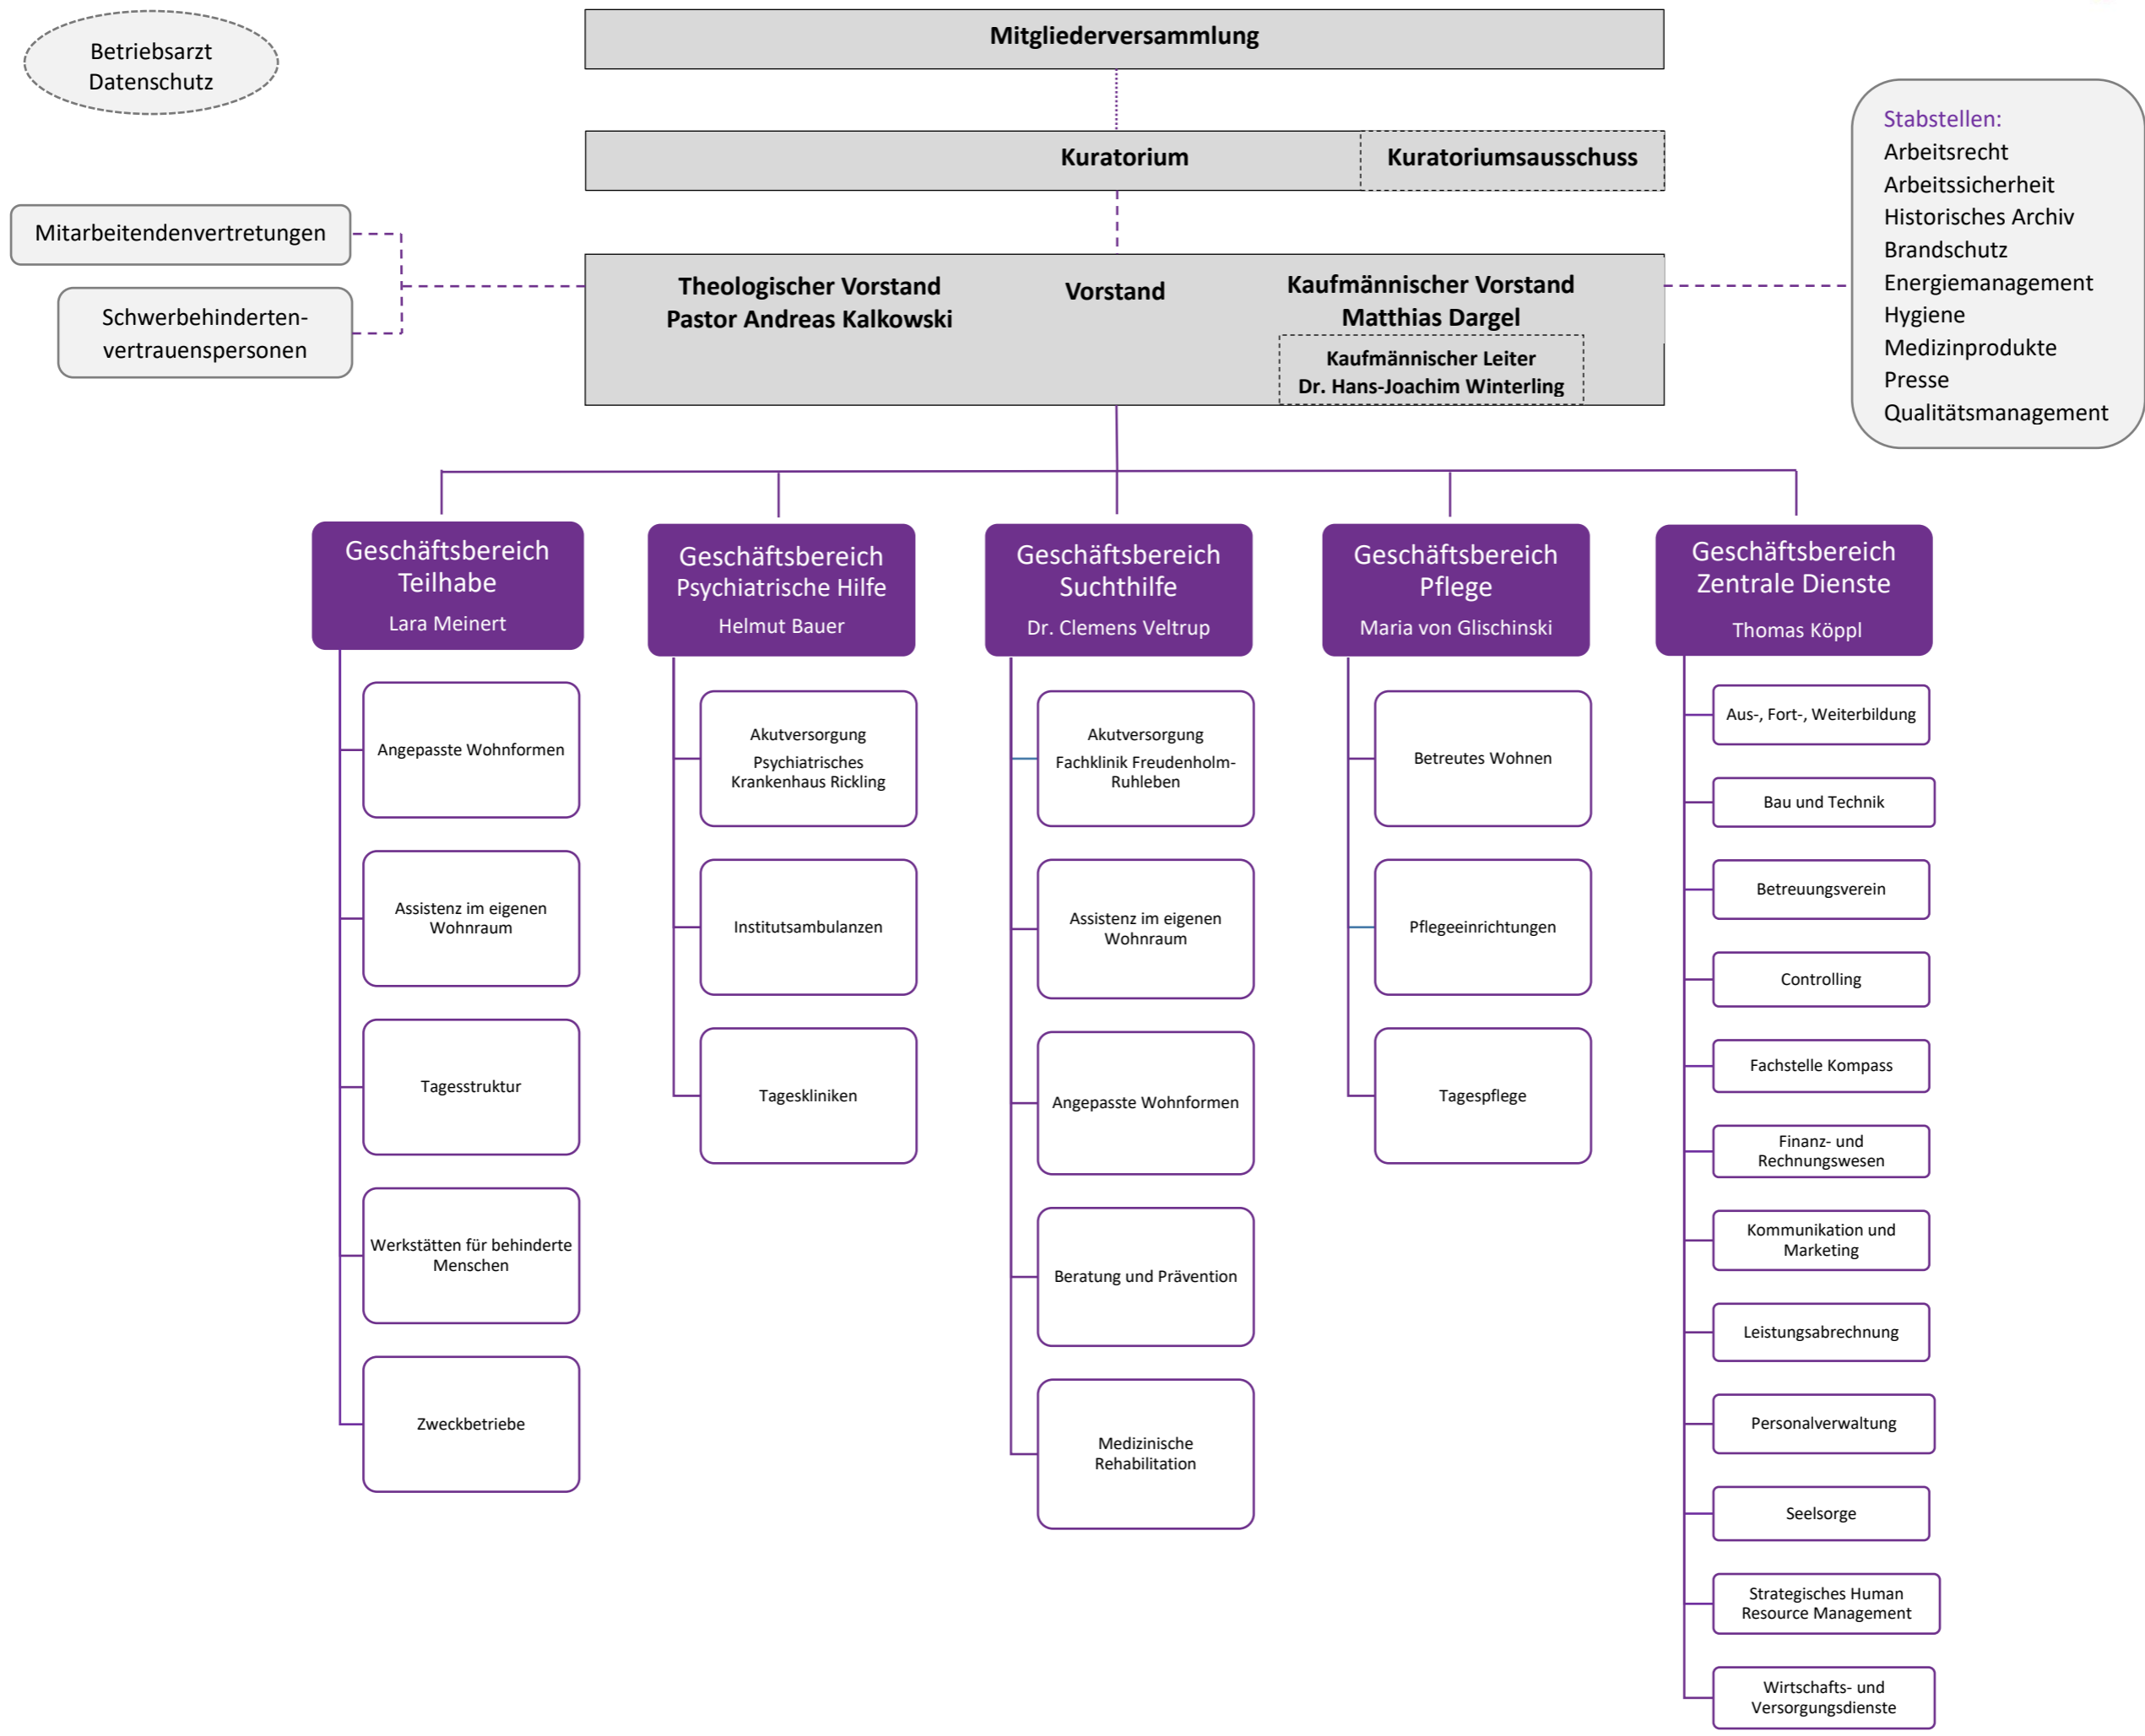 Betriebsarzt
Datenschutz
Mitgliederversammlung
Kuratorium
Kuratoriumsausschuss
Stabstellen:
Arbeitsrecht
Arbeitssicherheit
Historisches Archiv
Brandschutz
Energiemanagement
Hygiene
Medizinprodukte
Presse
Qualitätsmanagement
Mitarbeitendenvertretungen
Schwerbehinderten-
vertrauenspersonen
Theologischer Vorstand
Pastor Andreas Kalkowski
Vorstand
Kaufmännischer Vorstand
Matthias Dargel
Kaufmännischer Leiter
Dr. Hans-Joachim Winterling
Geschäftsbereich
Teilhabe
Lara Meinert
Angepasste Wohnformen
Assistenz im eigenen
Wohnraum
Tagesstruktur
Werkstätten für behinderte
Menschen
Zweckbetriebe
Geschäftsbereich
Psychiatrische Hilfe
Helmut Bauer
Akutversorgung
Psychiatrisches
Krankenhaus Rickling
Institutsambulanzen
Tageskliniken
Geschäftsbereich
Suchthilfe
Dr. Clemens Veltrup
Akutversorgung
Fachklinik Freudenholm-
Ruhleben
Assistenz im eigenen
Wohnraum
Angepasste Wohnformen
Beratung und Prävention
Medizinische
Rehabilitation
Geschäftsbereich
Pflege
Maria von Glischinski
Betreutes Wohnen
Pflegeeinrichtungen
Tagespflege
Geschäftsbereich
Zentrale Dienste
Thomas Köppl
Aus-, Fort-, Weiterbildung
Bau und Technik
Betreuungsverein
Controlling
Fachstelle Kompass
Finanz- und
Rechnungswesen
Kommunikation und
Marketing
Leistungsabrechnung
Personalverwaltung
Seelsorge
Strategisches Human
Resource Management
Wirtschafts- und
Versorgungsdienste